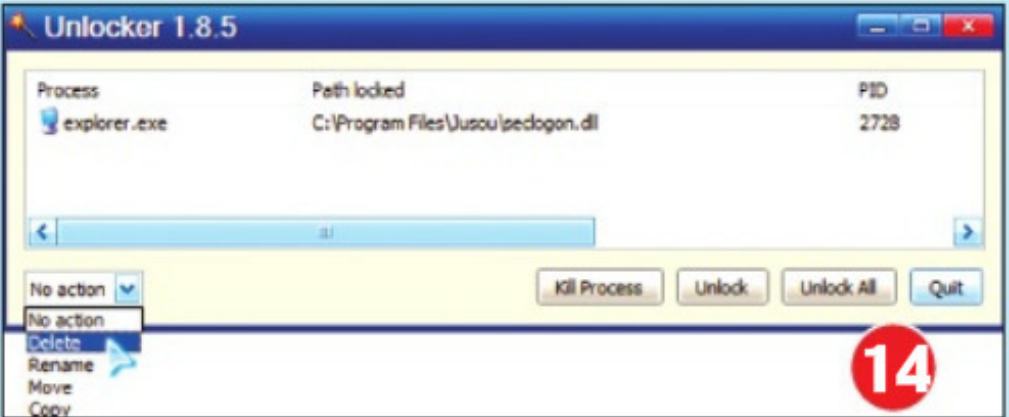 Unlocker 1.8.5
Process Path locked PID
explorer.exe C:\Program Files\Jusou\seclogon.dll 2728
No action Kill Process Unlock Unlock All Quit
No action
Delete
Rename
Move
Copy
14